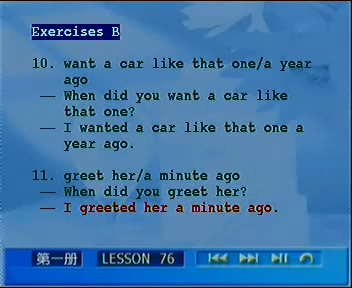 Exercises B
10. want a car like that one/a year
ago
— When did you want a car like
that one?
— I wanted a car like that one a
year ago.
11. greet her/a minute ago
— When did you greet her?
— I greeted her a minute ago.
第一册 LESSON 76